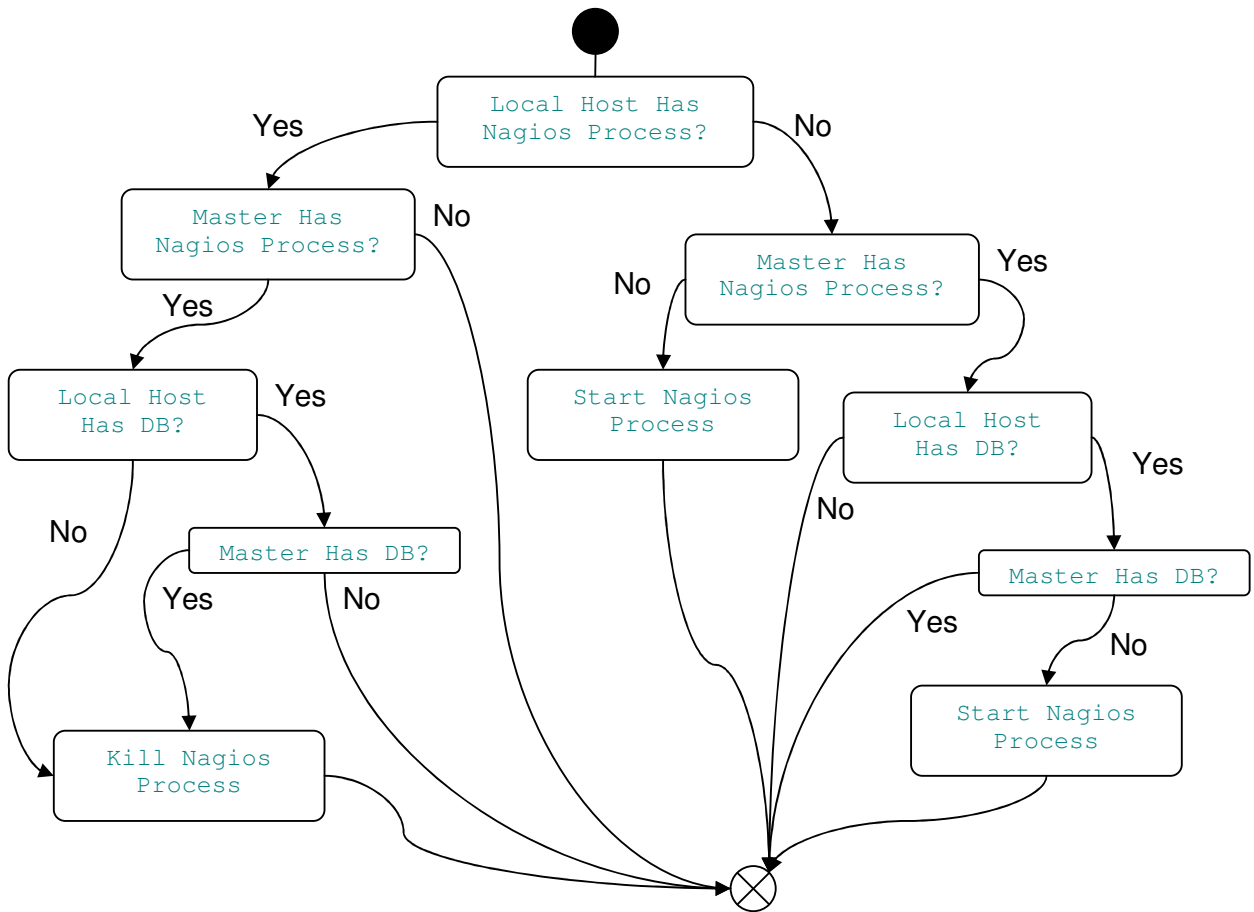 Local Host Has
Nagios Process?
Yes
No
Master Has
Nagios Process?
No
Master Has
Nagios Process?
Yes
No
Yes
Local Host
Has DB?
Yes
Start Nagios
Process
Local Host
Has DB?
Yes
No
No
Master Has DB?
Master Has DB?
Yes
No
Yes
No
Start Nagios
Process
Kill Nagios
Process